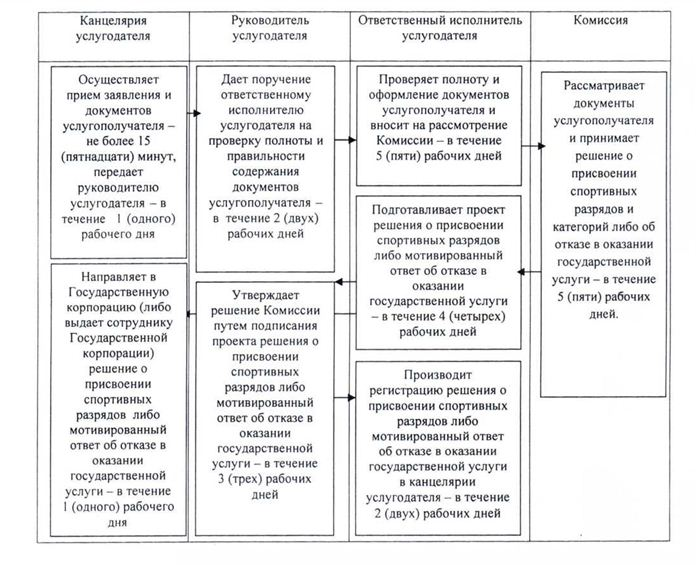 Канцелярия
услугодателя
Руководитель
услугодателя
Ответственный исполнитель
услугодателя
Комиссия
Осуществляет
прием заявления и
документов
услугополучателя –
не более 15
(пятнадцати) минут,
передает
руководителю
услугодателя – в
течение 1 (одного)
рабочего дня
Дает поручение
ответственному
исполнителю
услугодателя на
проверку полноты и
правильности
содержания
документов
услугополучателя –
в течение 2 (двух)
рабочих дней
Проверяет полноту и
оформление документов
услугополучателя и
вносит на рассмотрение
Комиссии – в течение
5 (пяти) рабочих дней
Рассматривает
документы
услугополучателя
и принимает
решение о
присвоении
спортивных
разрядов и
категорий либо об
отказе в оказании
государственной
услуги – в течение
5 (пяти) рабочих
дней.
Подготавливает проект
решения о присвоении
спортивных разрядов
либо мотивированный
ответ об отказе в
оказании
государственной услуги
– в течение 4 (четырех)
рабочих дней
Утверждает
решение Комиссии
путем подписания
проекта решения о
присвоении
спортивных
разрядов либо
мотивированный
ответ об отказе в
оказании
государственной
услуги – в течение
3 (трех) рабочих
дней
Направляет в
Государственную
корпорацию (либо
выдает сотруднику
Государственной
корпорации)
решение о
присвоении
спортивных
разрядов либо
мотивированный
ответ об отказе в
оказании
государственной
услуги – в течение
1 (одного) рабочего
дня
Производит
регистрацию решения о
присвоении спортивных
разрядов либо
мотивированный ответ
об отказе в оказании
государственной услуги
в канцелярии
услугодателя – в течение
2 (двух) рабочих дней